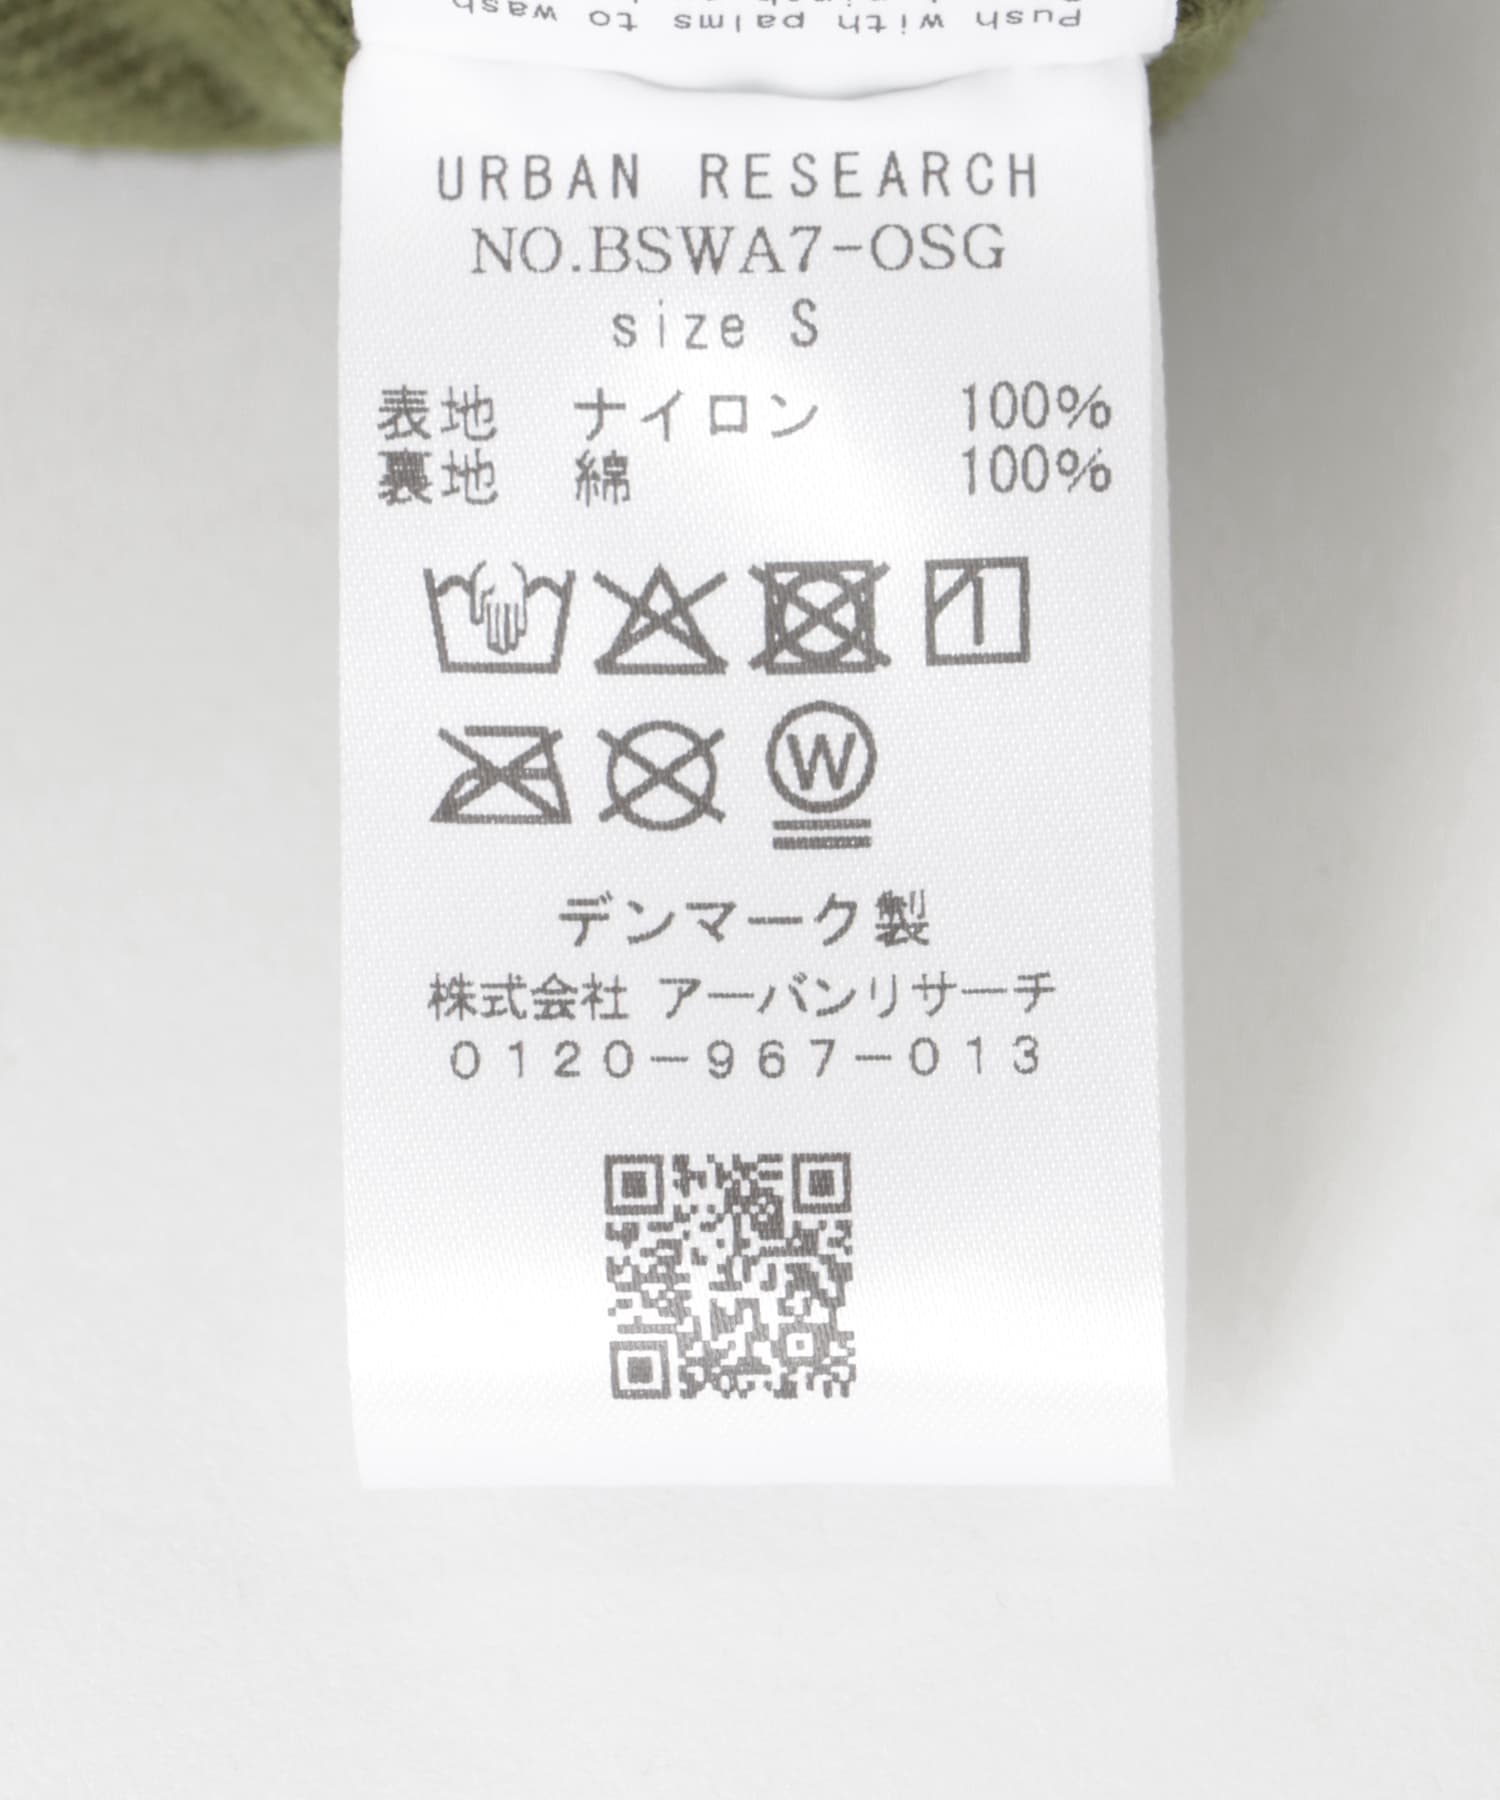 Push with palms to wash
URBAN RESEARCH
NO.BSWA7-OSG
size S
表地 ナイロン 100%
裏地 綿 100%
W
デンマーク製
株式会社 アーバンリサーチ
0120-967-013